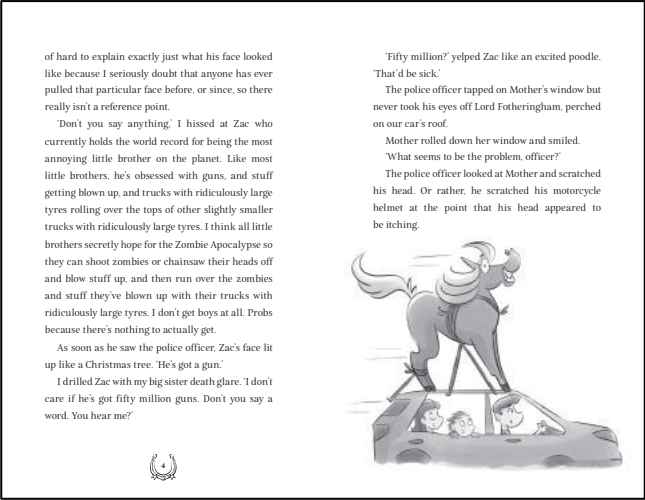 of hard to explain exactly just what his face looked
like because I seriously doubt that anyone has ever
pulled that particular face before, or since, so there
really isn't a reference point.
'Don't you say anything,' I hissed at Zac who
currently holds the world record for being the most
annoying little brother on the planet. Like most
little brothers, he's obsessed with guns, and stuff
getting blown up, and trucks with ridiculously large
tyres rolling over the tops of other slightly smaller
trucks with ridiculously large tyres. I think all little
brothers secretly hope for the Zombie Apocalypse so
they can shoot zombies or chainsaw their heads off
and blow stuff up, and then run over the zombies
and stuff they've blown up with their trucks with
ridiculously large tyres. I don't get boys at all. Probs
because there's nothing to actually get.
As soon as he saw the police officer, Zac's face lit
up like a Christmas tree. 'He's got a gun.'
I drilled Zac with my big sister death glare. 'I don't
care if he's got fifty million guns. Don't you say a
word. You hear me?'
4
'Fifty million?' yelped Zac like an excited poodle.
'That'd be sick.'
The police officer tapped on Mother's window but
never took his eyes off Lord Fotheringham, perched
on our car's roof.
Mother rolled down her window and smiled.
'What seems to be the problem, officer?'
The police officer looked at Mother and scratched
his head. Or rather, he scratched his motorcycle
helmet at the point that his head appeared to
be itching.